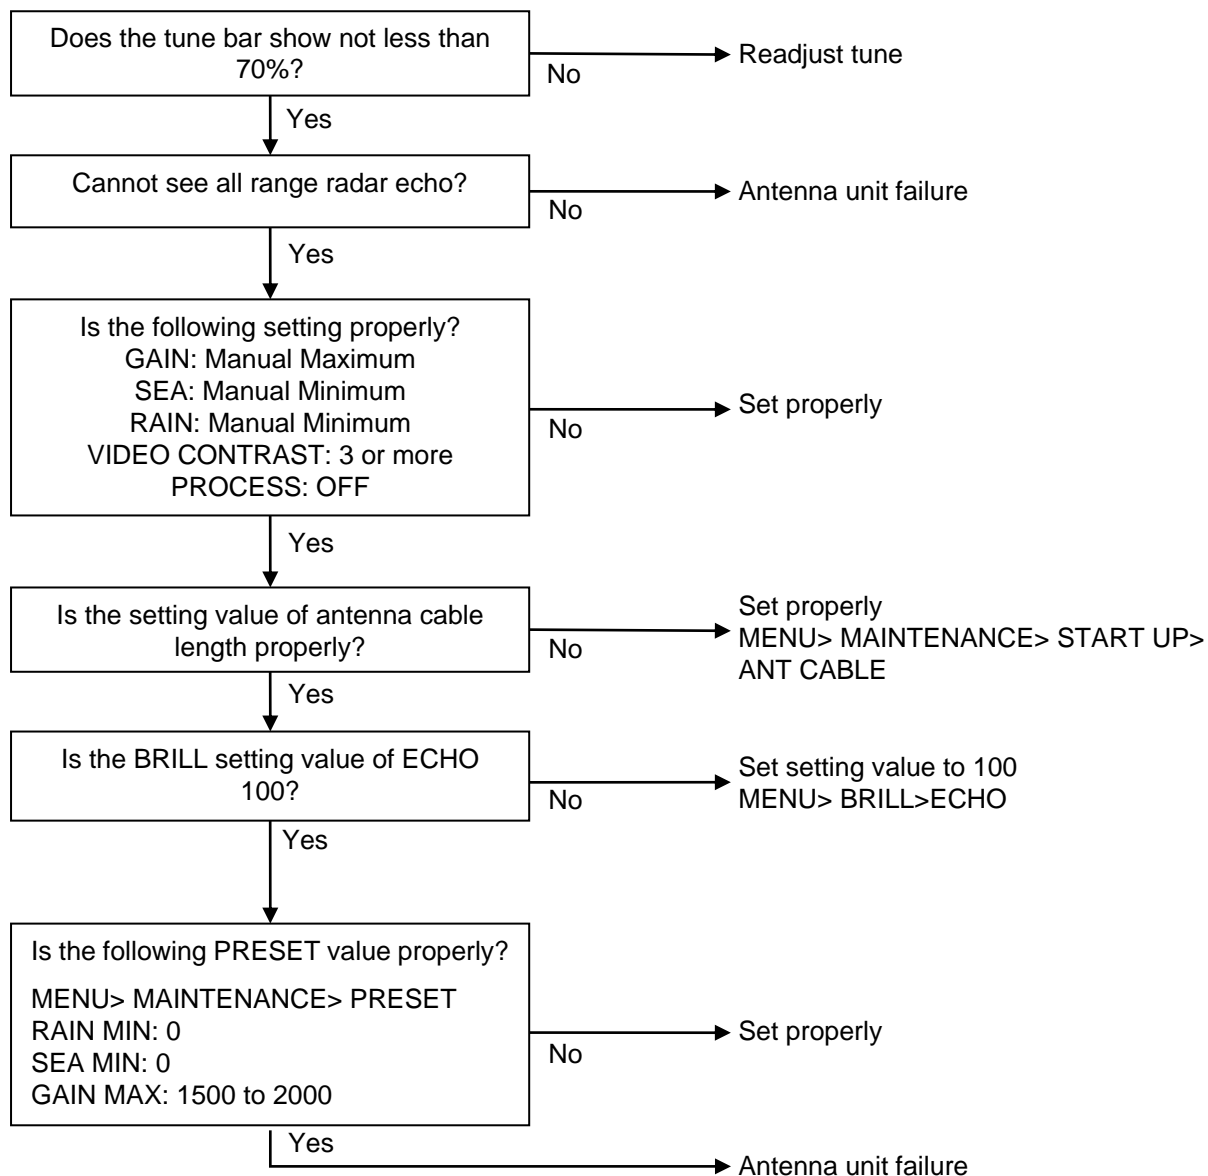 Does the tune bar show not less than
70%?
No
Readjust tune
Yes
Cannot see all range radar echo?
No
Antenna unit failure
Yes
Is the following setting properly?
GAIN: Manual Maximum
SEA: Manual Minimum
RAIN: Manual Minimum
VIDEO CONTRAST: 3 or more
PROCESS: OFF
No
Set properly
Yes
Is the setting value of antenna cable
length properly?
No
Set properly
MENU> MAINTENANCE> START UP>
ANT CABLE
Yes
Is the BRILL setting value of ECHO
100?
No
Set setting value to 100
MENU> BRILL>ECHO
Yes
Is the following PRESET value properly?
MENU> MAINTENANCE> PRESET
RAIN MIN: 0
SEA MIN: 0
GAIN MAX: 1500 to 2000
No
Set properly
Yes
Antenna unit failure